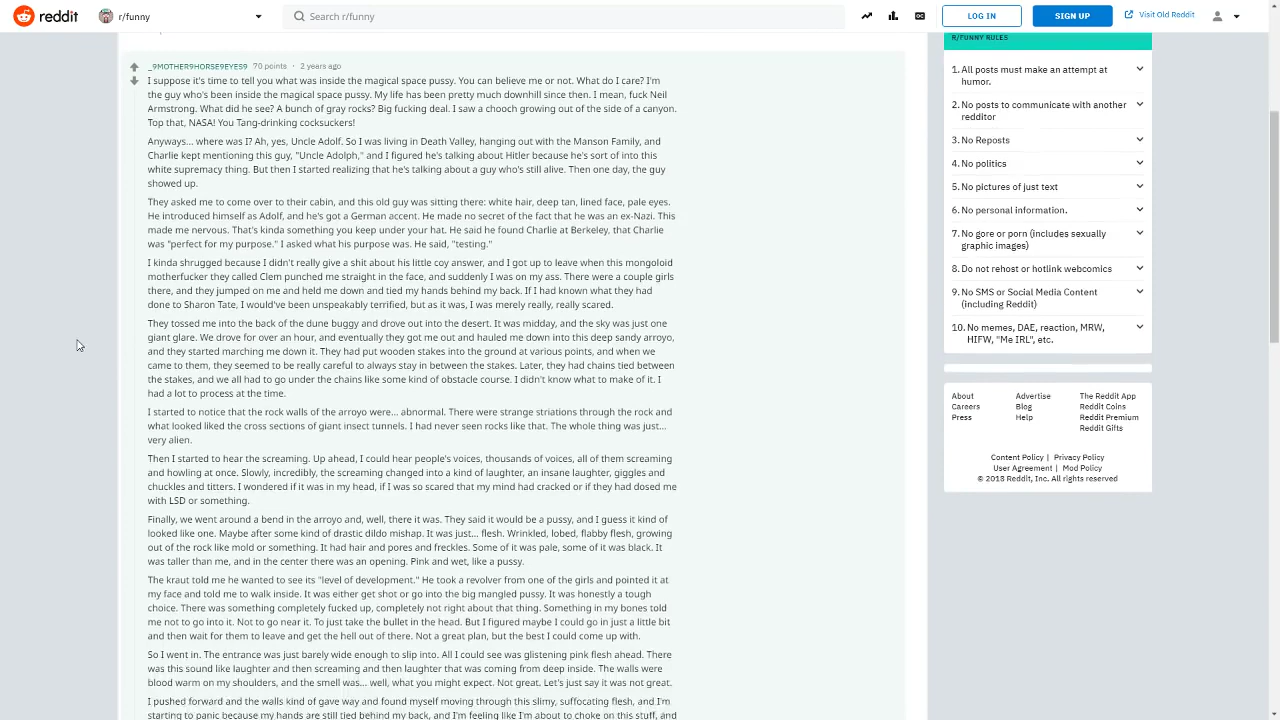 reddit
r/funny
Search r/funny
LOG IN
SIGN UP
Visit Old Reddit
_9MOTHER9HORSE9EYES9 70 points · 2 years ago
I suppose it's time to tell you what was inside the magical space pussy. You can believe me or not. What do I care? I'm
the guy who's been inside the magical space pussy. My life has been pretty much downhill since then. I mean, fuck Neil
Armstrong. What did he see? A bunch of gray rocks? Big fucking deal. I saw a chooch growing out of the side of a canyon.
Top that, NASA! You Tang-drinking cocksuckers!
Anyways... where was I? Ah, yes, Uncle Adolf. So I was living in Death Valley, hanging out with the Manson Family, and
Charlie kept mentioning this guy, "Uncle Adolph," and I figured he's talking about Hitler because he's sort of into this
white supremacy thing. But then I started realizing that he's talking about a guy who's still alive. Then one day, the guy
showed up.
They asked me to come over to their cabin, and this old guy was sitting there: white hair, deep tan, lined face, pale eyes.
He introduced himself as Adolf, and he's got a German accent. He made no secret of the fact that he was an ex-Nazi. This
made me nervous. That's kinda something you keep under your hat. He said he found Charlie at Berkeley, that Charlie
was "perfect for my purpose." I asked what his purpose was. He said, "testing."
I kinda shrugged because I didn't really give a shit about his little coy answer, and I got up to leave when this mongoloid
motherfucker they called Clem punched me straight in the face, and suddenly I was on my ass. There were a couple girls
there, and they jumped on me and held me down and tied my hands behind my back. If I had known what they had
done to Sharon Tate, I would've been unspeakably terrified, but as it was, I was merely really, really scared.
They tossed me into the back of the dune buggy and drove out into the desert. It was midday, and the sky was just one
giant glare. We drove for over an hour, and eventually they got me out and hauled me down into this deep sandy arroyo,
and they started marching me down it. They had put wooden stakes into the ground at various points, and when we
came to them, they seemed to be really careful to always stay in between the stakes. Later, they had chains tied between
the stakes, and we all had to go under the chains like some kind of obstacle course. I didn't know what to make of it. I
had a lot to process at the time.
I started to notice that the rock walls of the arroyo were... abnormal. There were strange striations through the rock and
what looked liked the cross sections of giant insect tunnels. I had never seen rocks like that. The whole thing was just...
very alien.
Then I started to hear the screaming. Up ahead, I could hear people's voices, thousands of voices, all of them screaming
and howling at once. Slowly, incredibly, the screaming changed into a kind of laughter, an insane laughter, giggles and
chuckles and titters. I wondered if it was in my head, if I was so scared that my mind had cracked or if they had dosed me
with LSD or something.
Finally, we went around a bend in the arroyo and, well, there it was. They said it would be a pussy, and I guess it kind of
looked like one. Maybe after some kind of drastic dildo mishap. It was just... flesh. Wrinkled, lobed, flabby flesh, growing
out of the rock like mold or something. It had hair and pores and freckles. Some of it was pale, some of it was black. It
was taller than me, and in the center there was an opening. Pink and wet, like a pussy.
The kraut told me he wanted to see its "level of development." He took a revolver from one of the girls and pointed it at
my face and told me to walk inside. It was either get shot or go into the big mangled pussy. It was honestly a tough
choice. There was something completely fucked up, completely not right about that thing. Something in my bones told
me not to go into it. Not to go near it. To just take the bullet in the head. But I figured maybe I could go in just a little bit
and then wait for them to leave and get the hell out of there. Not a great plan, but the best I could come up with.
So I went in. The entrance was just barely wide enough to slip into. All I could see was glistening pink flesh ahead. There
was this sound like laughter and then screaming and then laughter that was coming from deep inside. The walls were
blood warm on my shoulders, and the smell was... well, what you might expect. Not great. Let's just say it was not great.
I pushed forward and the walls kind of gave way and found myself moving through this slimy, suffocating flesh, and I'm
starting to panic because my hands are still tied behind my back, and I'm feeling like I'm about to choke on this stuff, and
R/FUNNY RULES
1. All posts must make an attempt at
humor.
2. No posts to communicate with another
redditor
3. No Reposts
4. No politics
5. No pictures of just text
6. No personal information.
7. No gore or porn (includes sexually
graphic images)
8. Do not rehost or hotlink webcomics
9. No SMS or Social Media Content
(including Reddit)
10. No memes, DAE, reaction, MRW,
HIFW, "Me IRL", etc.
About Advertise The Reddit App
Careers Blog Reddit Coins
Press Help Reddit Premium
Reddit Gifts
Content Policy | Privacy Policy
User Agreement | Mod Policy
© 2018 Reddit, Inc. All rights reserved